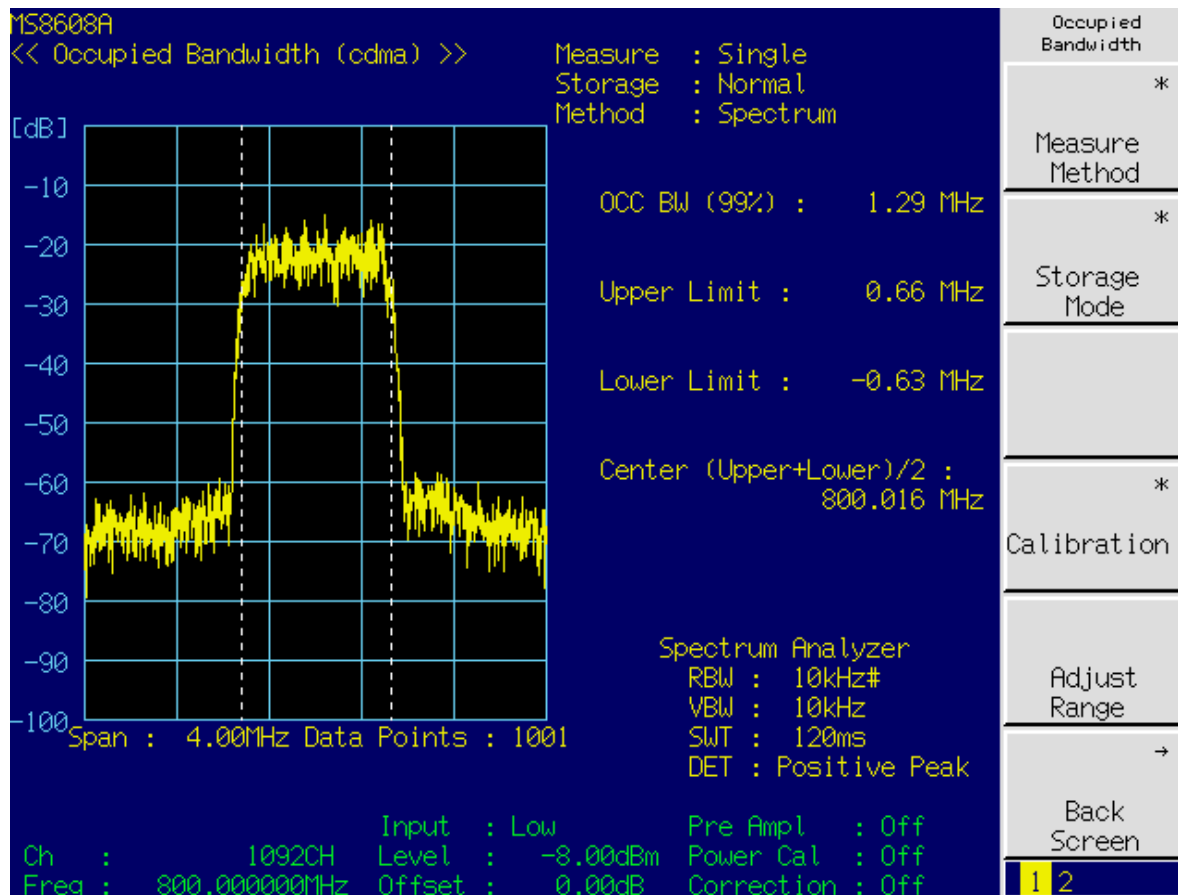 MS8608A
<< Occupied Bandwidth (cdma) >>
Measure : Single
Storage : Normal
Method : Spectrum
[dB]
-10
-20
-30
-40
-50
-60
-70
-80
-90
-100
OCC BW (99%) : 1.29 MHz
Upper Limit : 0.66 MHz
Lower Limit : -0.63 MHz
Center (Upper+Lower)/2 :
800.016 MHz
Spectrum Analyzer
RBW : 10kHz#
VBW : 10kHz
SWT : 120ms
DET : Positive Peak
Span : 4.00MHz Data Points : 1001
Input : Low Pre Ampl : Off
Ch : 1092CH Level : -8.00dBm Power Cal : Off
Freq : 800.000000MHz Offset : 0.00dB Correction : Off
Occupied
Bandwidth
*
Measure
Method
*
Storage
Mode
*
Calibration
Adjust
Range
→
Back
Screen
1 2